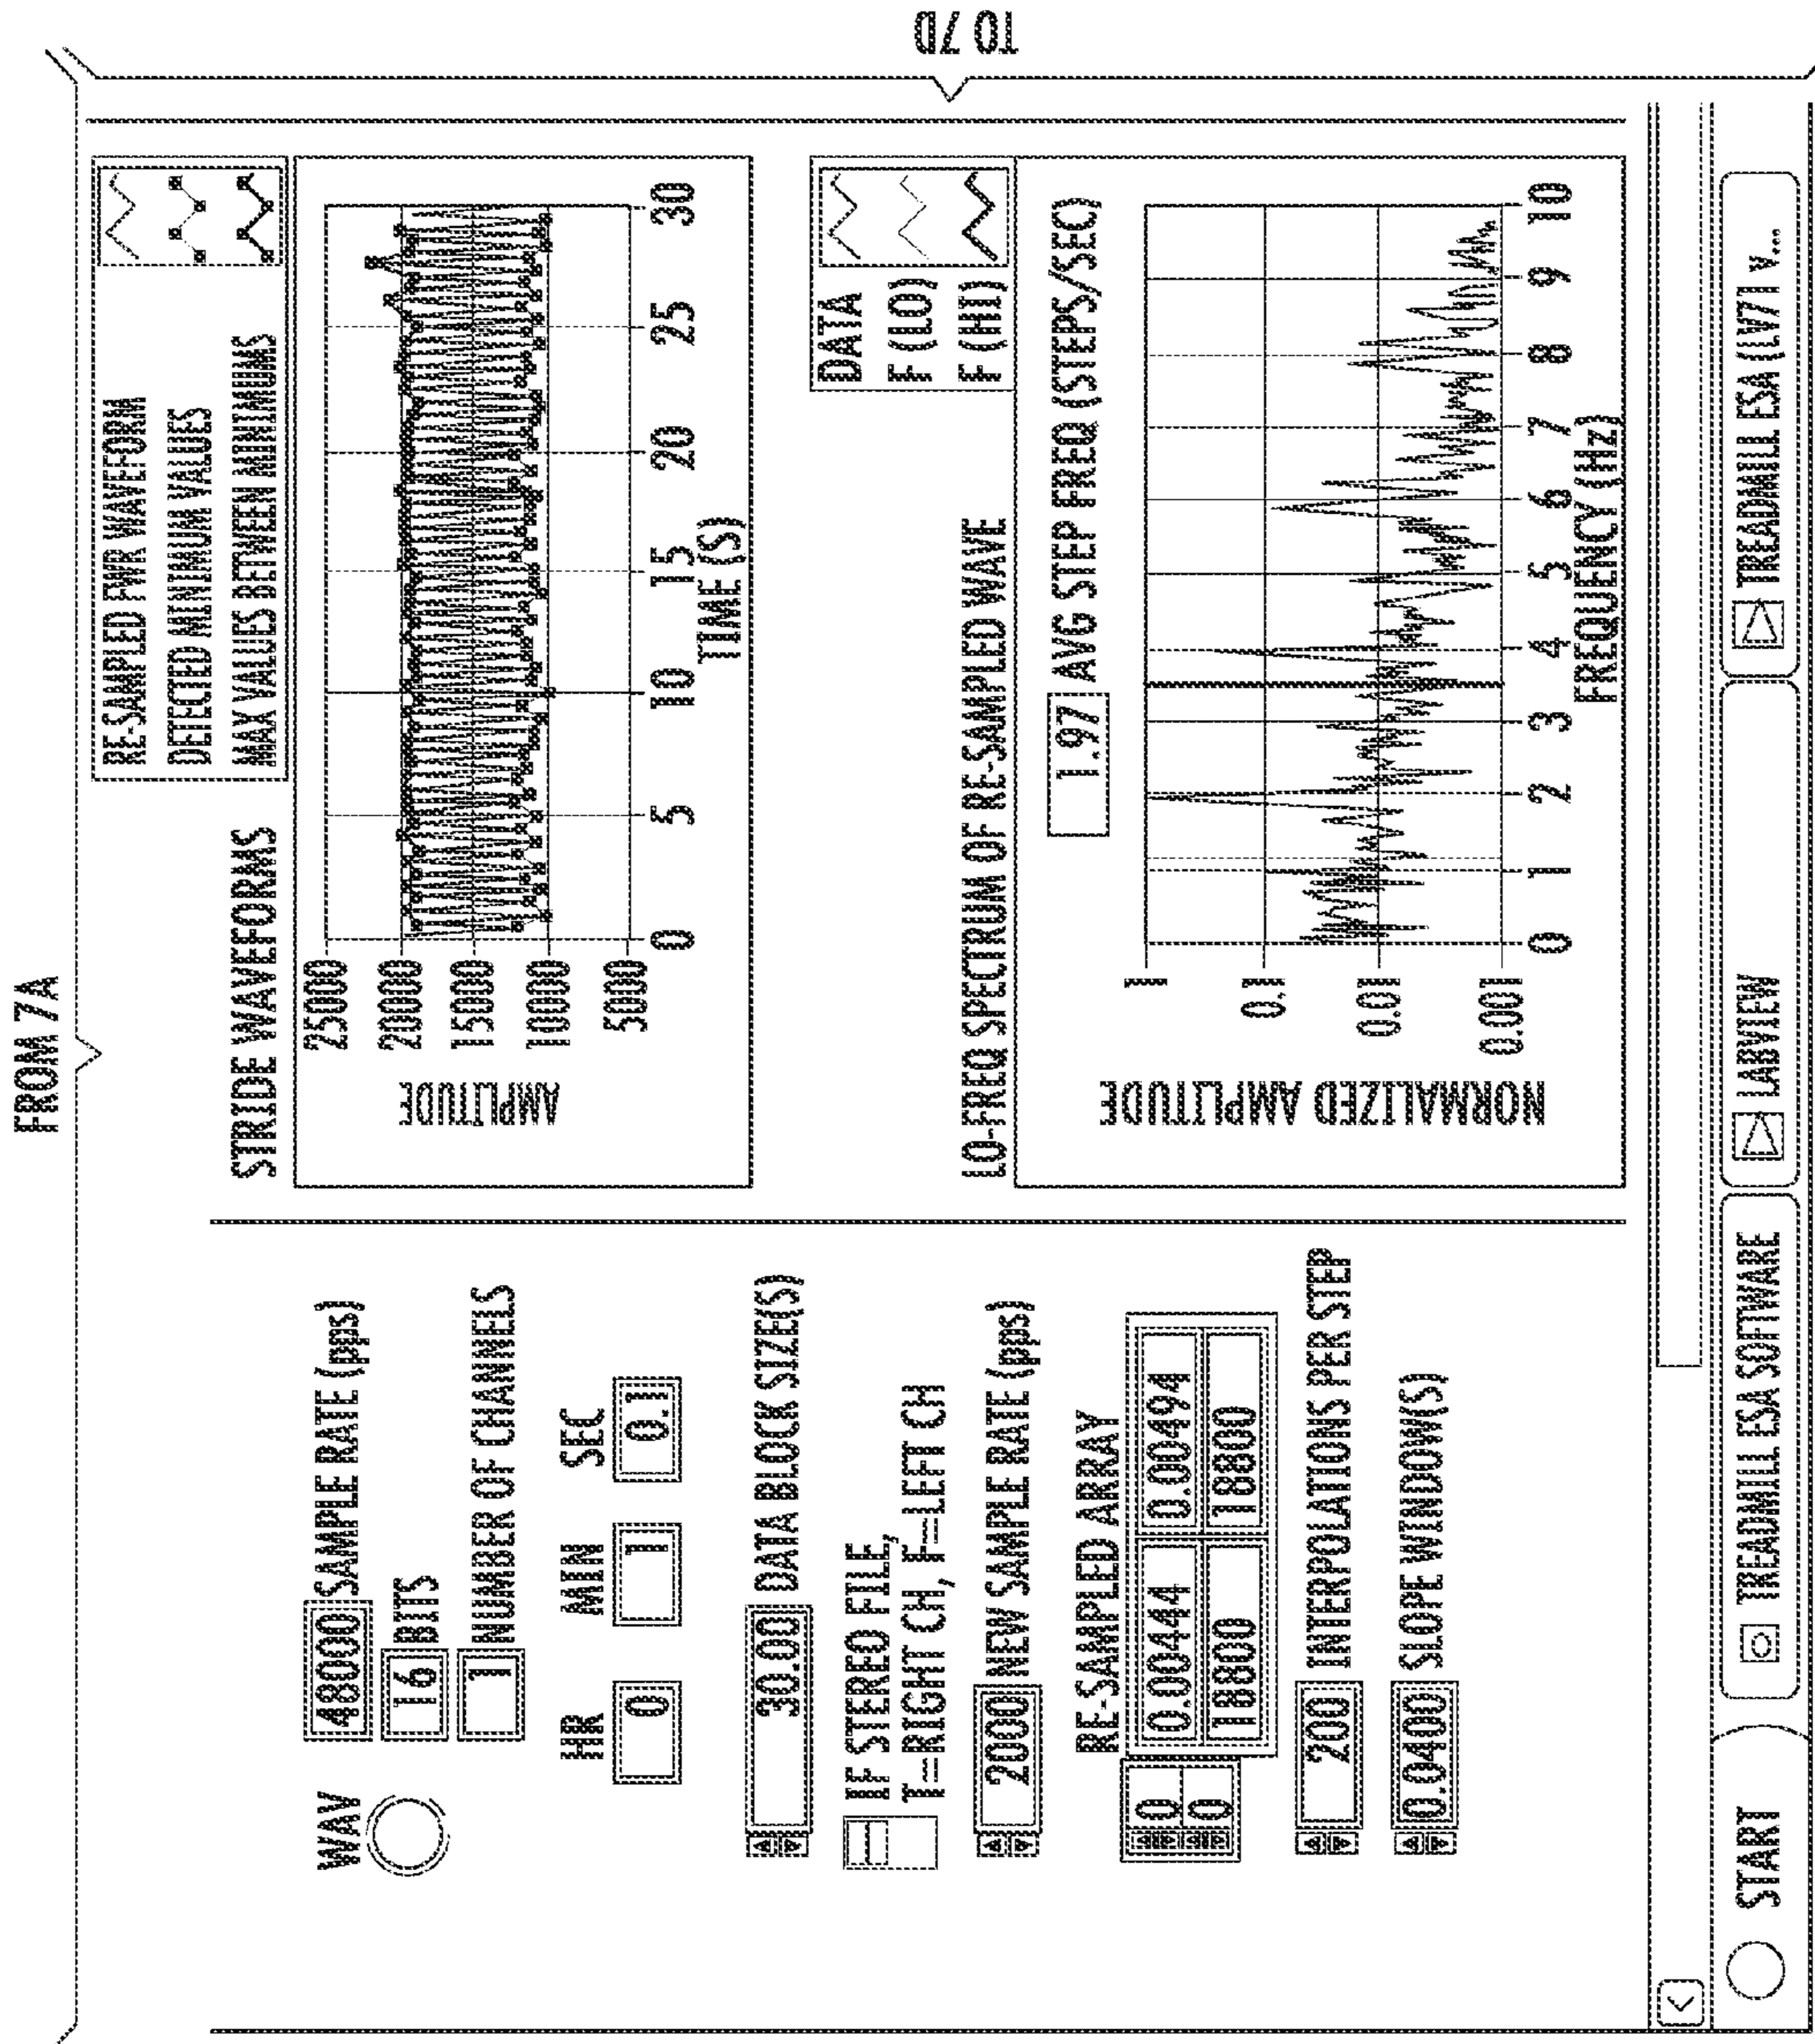 FROM 7A
TO 7D
WAV
48000 SAMPLE RATE (pps)
16 BITS
1 NUMBER OF CHANNELS
HR MIN SEC
0 1 0.1
30.00 DATA BLOCK SIZE(S)
IF STEREO FILE,
T=RIGHT CH, F=LEFT CH
2000 NEW SAMPLE RATE (pps)
RE-SAMPLED ARRAY
0 0.00444 0.00494
0 18800 18800
200 INTERPOLATIONS PER STEP
0.0400 SLOPE WINDOW(S)
STRIDE WAVEFORMS
RE-SAMPLED PWR WAVEFORM
DETECTED MINIMUM VALUES
MAX VALUES BETWEEN MINIMUMS
AMPLITUDE
25000
20000
15000
10000
5000
0 5 10 15 20 25 30
TIME (S)
LO-FREQ SPECTRUM OF RE-SAMPLED WAVE
DATA
F (LO)
F (HI)
1.97 AVG STEP FREQ (STEPS/SEC)
NORMALIZED AMPLITUDE
1
0.1
0.01
0.001
0 1 2 3 4 5 6 7 8 9 10
FREQUENCY (Hz)
START
TREADMILL ESA SOFTWARE
LABVIEW
TREADMILL ESA (LV71 v...